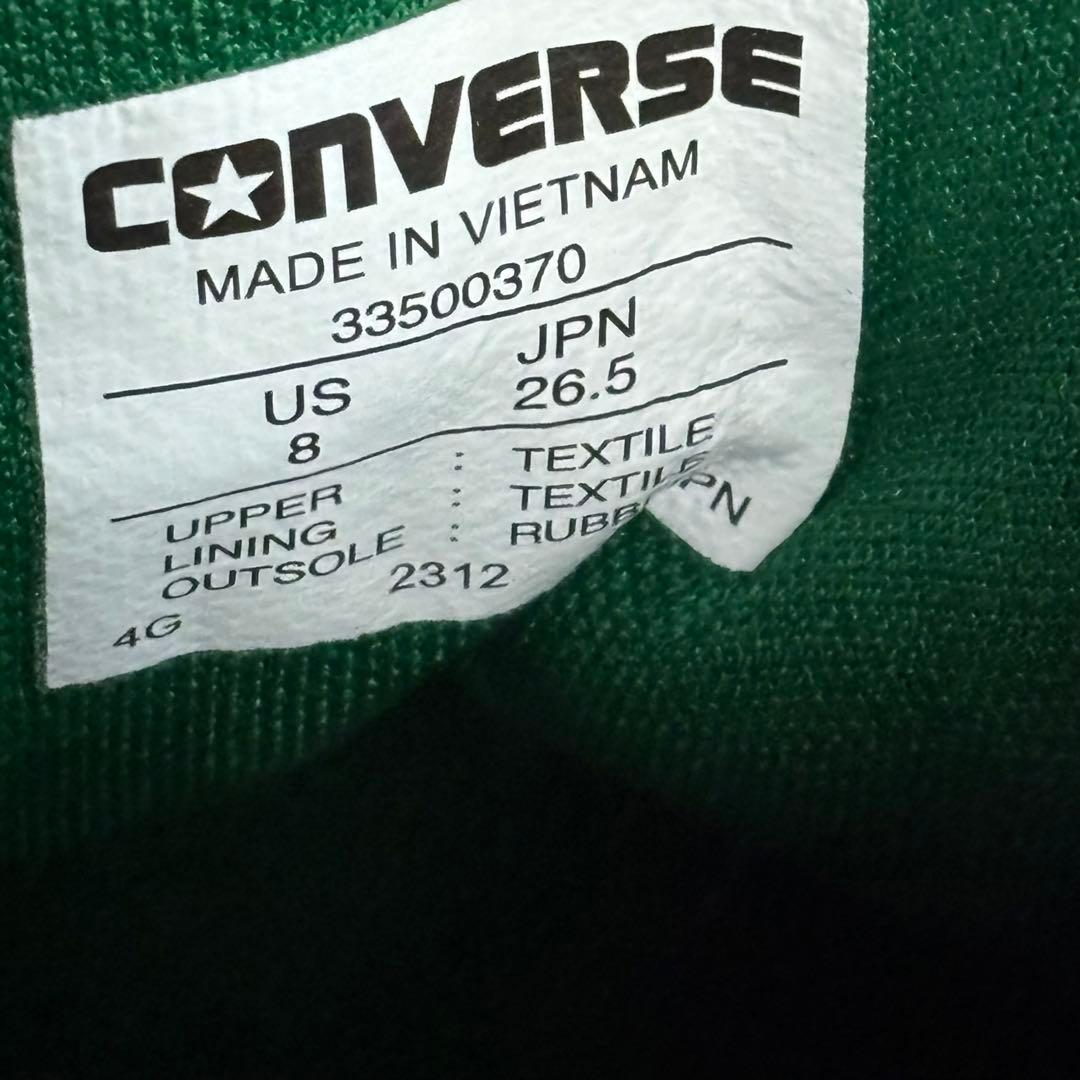 CONVERSE
MADE IN VIETNAM
33500370
US JPN
8 26.5
UPPER : TEXTILE
LINING : TEXTILE
OUTSOLE :
2312
4G